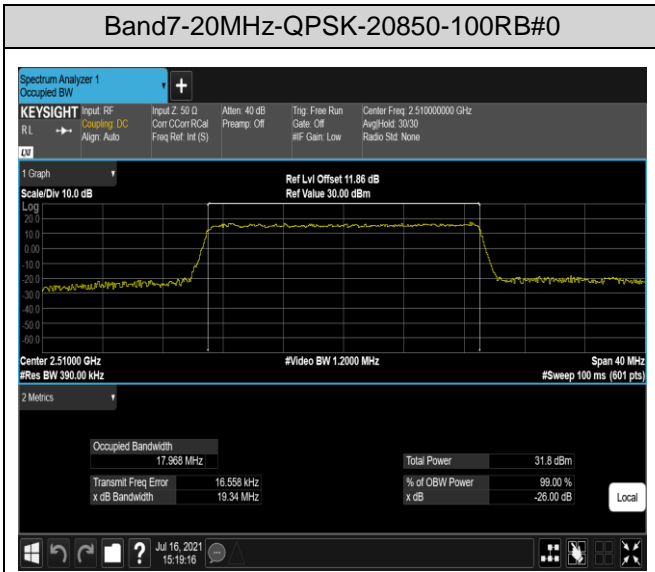 Band7-20MHz-QPSK-20850-100RB#0
Spectrum Analyzer 1
Occupied BW
+
KEYSIGHT
RL
LXI
Input: RF
Coupling: DC
Align: Auto
Input Z: 50 Ω
Corr CCorr RCal
Freq Ref: Int (S)
Atten: 40 dB
Preamp: Off
Trig: Free Run
Gate: Off
#IF Gain: Low
Center Freq: 2.510000000 GHz
Avg|Hold: 30/30
Radio Std: None
1 Graph
Scale/Div 10.0 dB
Ref Lvl Offset 11.86 dB
Ref Value 30.00 dBm
Log
20.0
10.0
0.00
-10.0
-20.0
-30.0
-40.0
-50.0
-60.0
Center 2.51000 GHz
#Res BW 390.00 kHz
#Video BW 1.2000 MHz
Span 40 MHz
#Sweep 100 ms (601 pts)
2 Metrics
Occupied Bandwidth
17.968 MHz
Transmit Freq Error 16.558 kHz
x dB Bandwidth 19.34 MHz
Total Power 31.8 dBm
% of OBW Power 99.00 %
x dB -26.00 dB
Local
?
Jul 16, 2021
15:19:16